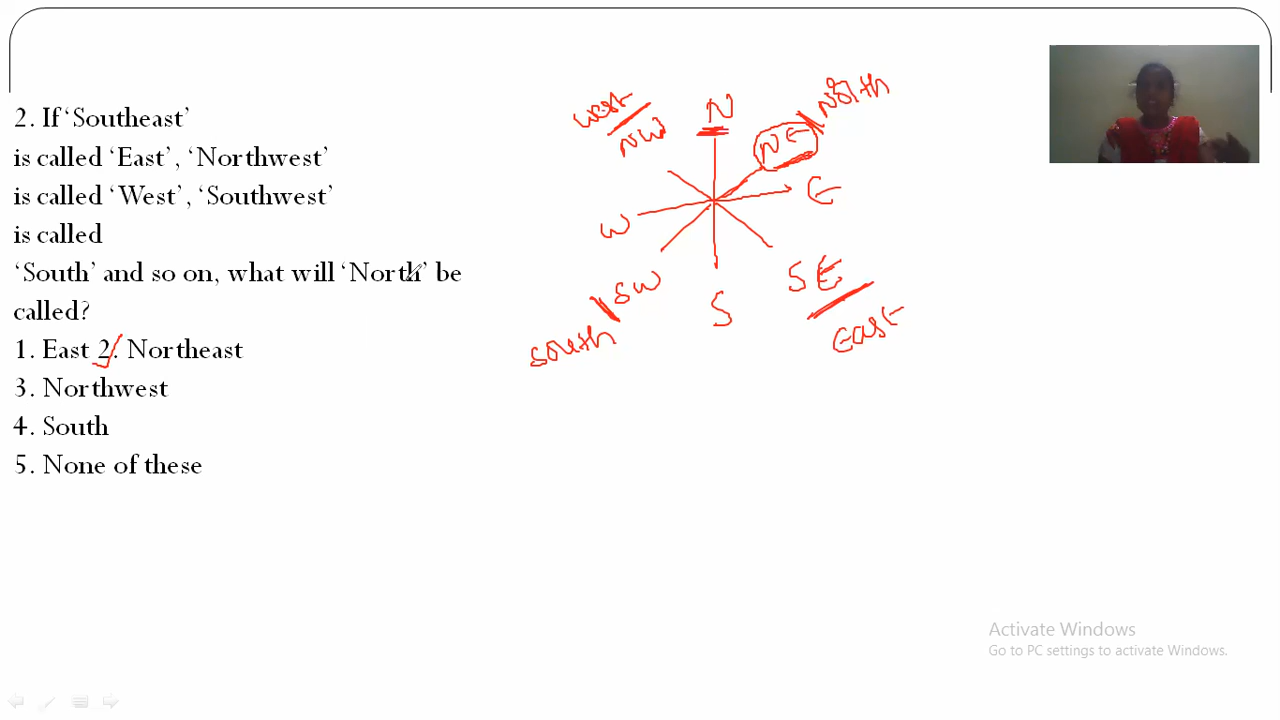 2. If ‘Southeast’
is called ‘East’, ‘Northwest’
is called ‘West’, ‘Southwest’
is called
‘South’ and so on, what will ‘North’ be
called?
1. East 2. Northeast
3. Northwest
4. South
5. None of these
west
NW
N
NE
North
W
E
SW
South
S
SE
East
Activate Windows
Go to PC settings to activate Windows.